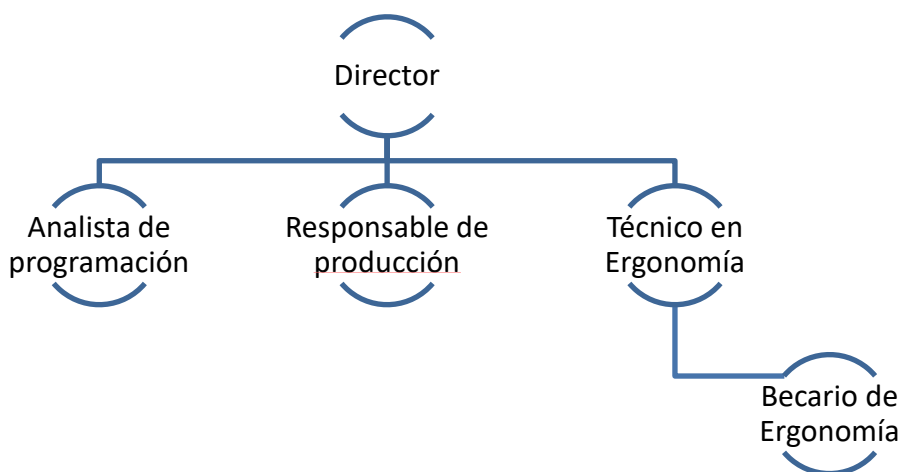 Director
Analista de
programación
Responsable de
producción
Técnico en
Ergonomía
Becario de
Ergonomía